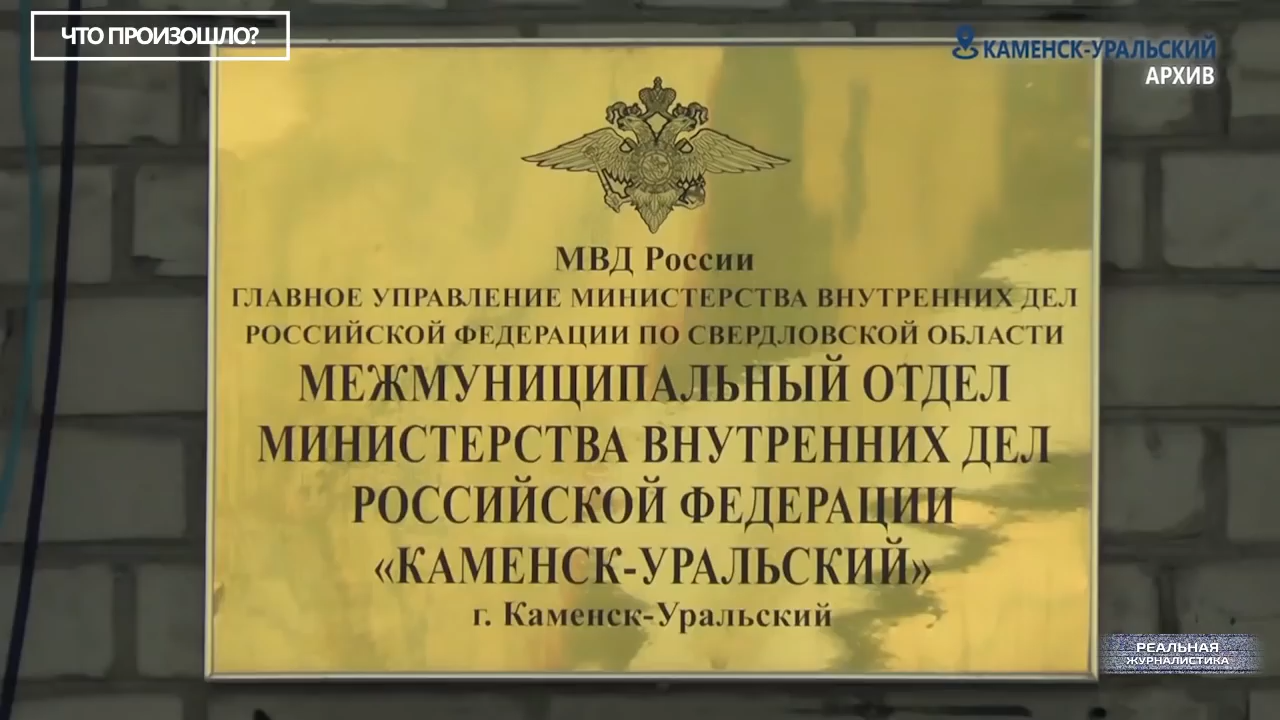 ЧТО ПРОИЗОШЛО?
КАМЕНСК-УРАЛЬСКИЙ
АРХИВ
МВД России
ГЛАВНОЕ УПРАВЛЕНИЕ МИНИСТЕРСТВА ВНУТРЕННИХ ДЕЛ
РОССИЙСКОЙ ФЕДЕРАЦИИ ПО СВЕРДЛОВСКОЙ ОБЛАСТИ
МЕЖМУНИЦИПАЛЬНЫЙ ОТДЕЛ
МИНИСТЕРСТВА ВНУТРЕННИХ ДЕЛ
РОССИЙСКОЙ ФЕДЕРАЦИИ
«КАМЕНСК-УРАЛЬСКИЙ»
г. Каменск-Уральский
РЕАЛЬНАЯ
ЖУРНАЛИСТИКА